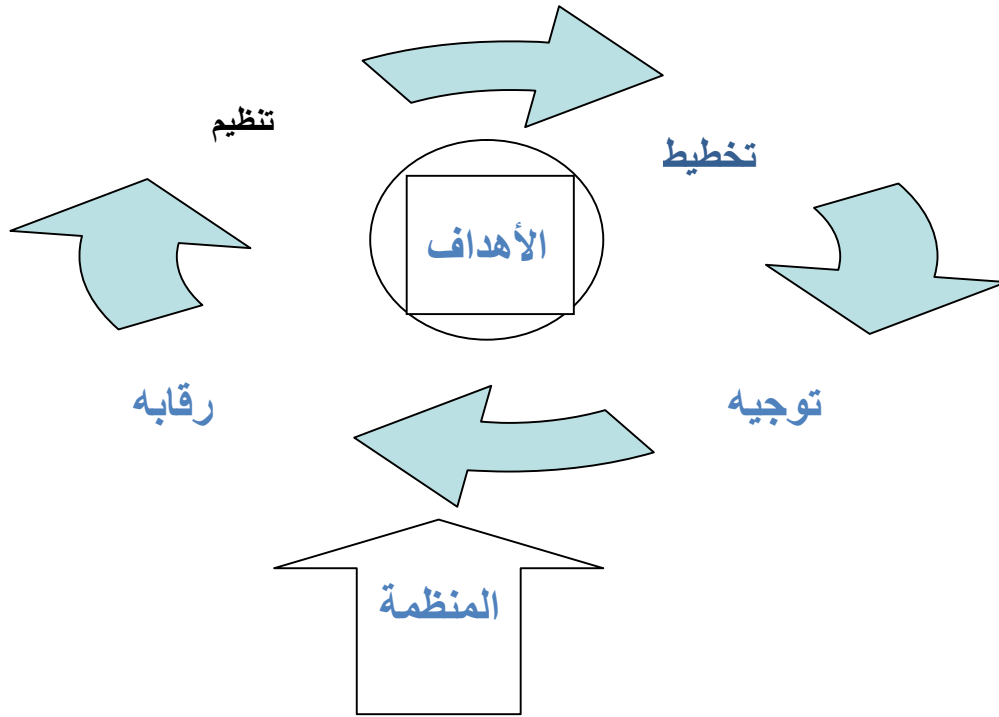 تنظيم
تخطيط
الأهداف
رقابه
توجيه
المنظمة